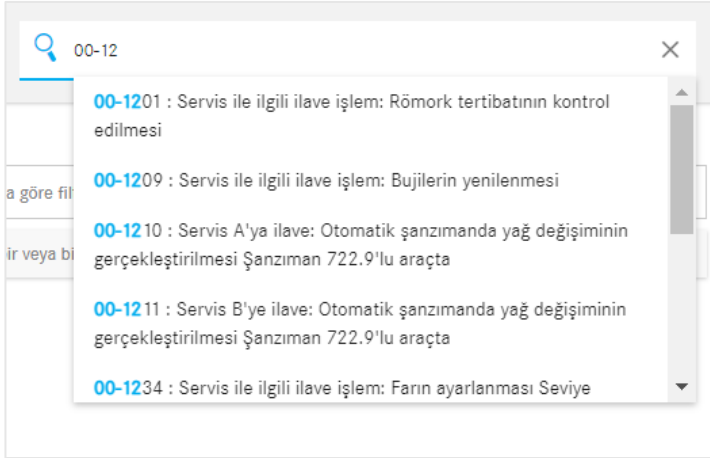 00-12
00-1201 : Servis ile ilgili ilave işlem: Römork tertibatının kontrol
edilmesi
00-1209 : Servis ile ilgili ilave işlem: Bujilerin yenilenmesi
a göre fil
00-1210 : Servis A'ya ilave: Otomatik şanzımanda yağ değişiminin
ir veya bi
gerçekleştirilmesi Şanzıman 722.9'lu araçta
00-1211 : Servis B'ye ilave: Otomatik şanzımanda yağ değişiminin
gerçekleştirilmesi Şanzıman 722.9'lu araçta
00-1234 : Servis ile ilgili ilave işlem: Farın ayarlanması Seviye